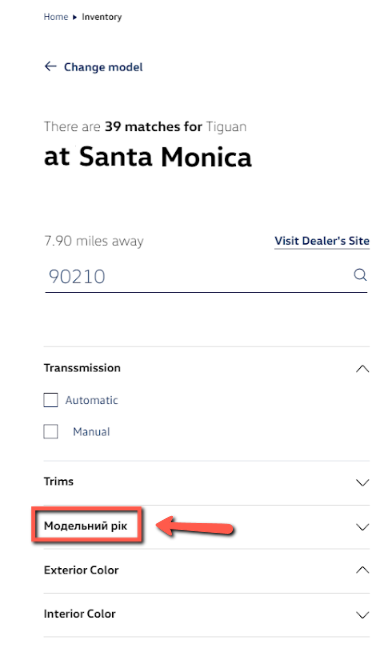 Home ▸ Inventory
← Change model
There are 39 matches for Tiguan
at Santa Monica
7.90 miles away Visit Dealer's Site
90210
Transsmission
Automatic
Manual
Trims
Модельний рік
Exterior Color
Interior Color